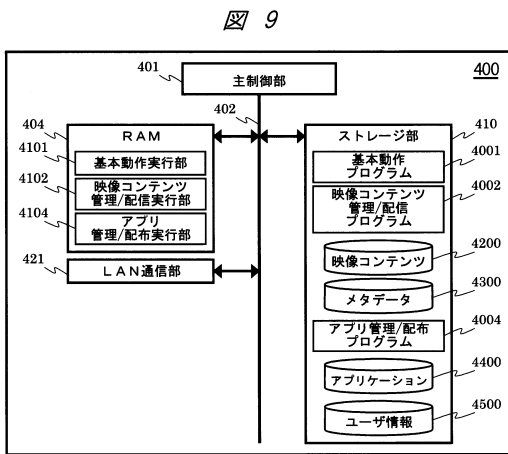 図 9
400
401
主制御部
402
404
RAM
4101
基本動作実行部
4102
映像コンテンツ
管理/配信実行部
4104
アプリ
管理/配布実行部
421
LAN通信部
ストレージ部
410
基本動作
プログラム
4001
映像コンテンツ
管理/配信
プログラム
4002
映像コンテンツ
4200
メタデータ
4300
アプリ管理/配布
プログラム
4004
アプリケーション
4400
ユーザ情報
4500